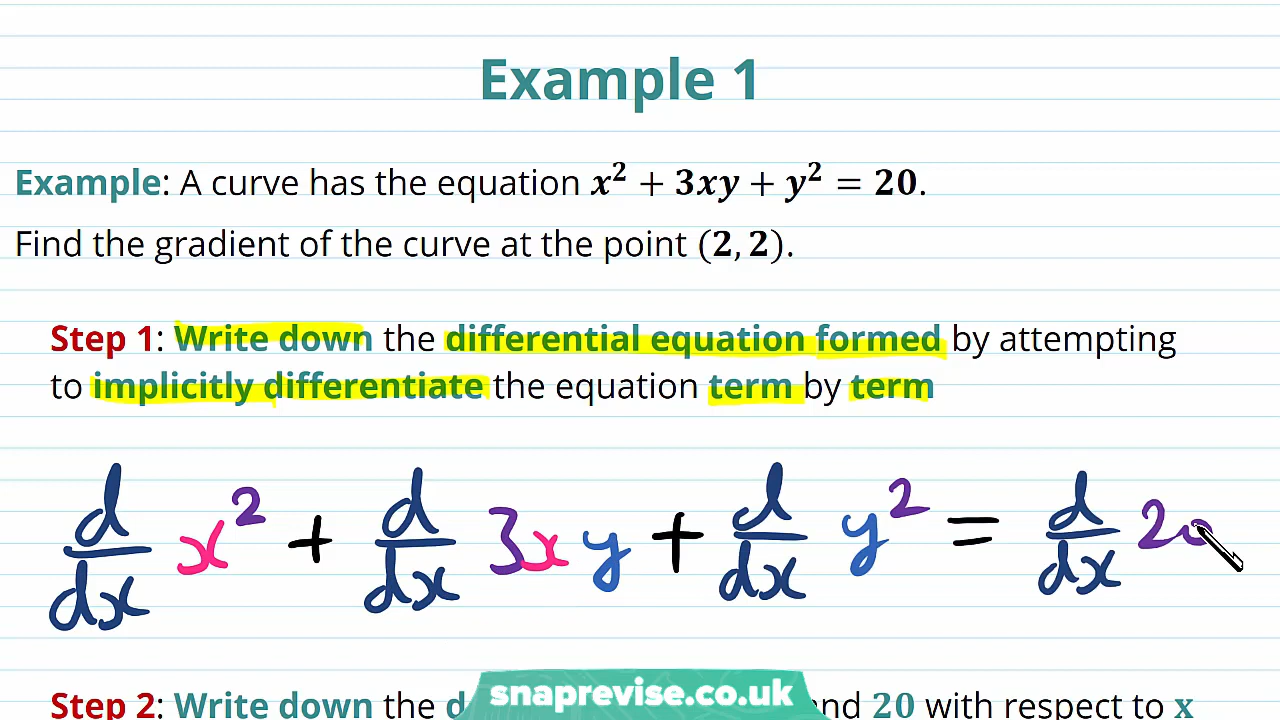 Example 1
Example: A curve has the equation x² + 3xy + y² = 20.
Find the gradient of the curve at the point (2, 2).
Step 1: Write down the differential equation formed by attempting
to implicitly differentiate the equation term by term
d/dx x² + d/dx 3xy + d/dx y² = d/dx 20
snaprevise.co.uk
Step 2: Write down the d nd 20 with respect to x